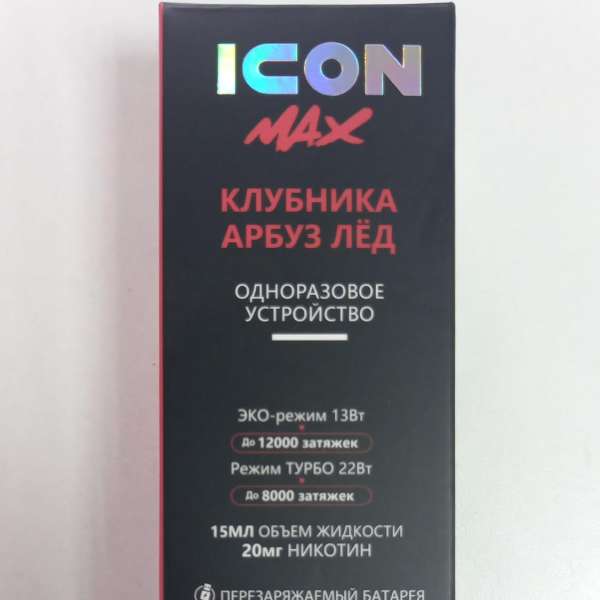 ICON
MAX
КЛУБНИКА
АРБУЗ ЛЁД
ОДНОРАЗОВОЕ
УСТРОЙСТВО
ЭКО-режим 13Вт
До 12000 затяжек
Режим ТУРБО 22Вт
До 8000 затяжек
15МЛ ОБЪЕМ ЖИДКОСТИ
20мг НИКОТИН
ПЕРЕЗАРЯЖАЕМЫЙ БАТАРЕЯ